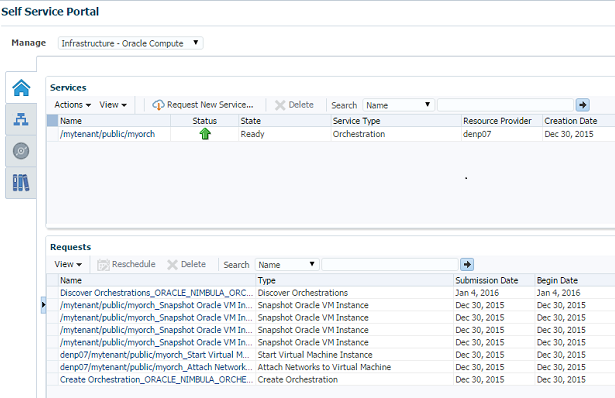 Self Service Portal
Manage Infrastructure - Oracle Compute
Services
Actions View Request New Service... Delete Search Name
Name Status State Service Type Resource Provider Creation Date
/mytenant/public/myorch Ready Orchestration denp07 Dec 30, 2015
Requests
View Reschedule Delete Search Name
Name Type Submission Date Begin Date
Discover Orchestrations_ORACLE_NIMBULA_ORC... Discover Orchestrations Jan 4, 2016 Jan 4, 2016
/mytenant/public/myorch_Snapshot Oracle VM In... Snapshot Oracle VM Instance Dec 30, 2015 Dec 30, 2015
/mytenant/public/myorch_Snapshot Oracle VM In... Snapshot Oracle VM Instance Dec 30, 2015 Dec 30, 2015
/mytenant/public/myorch_Snapshot Oracle VM In... Snapshot Oracle VM Instance Dec 30, 2015 Dec 30, 2015
/mytenant/public/myorch_Snapshot Oracle VM In... Snapshot Oracle VM Instance Dec 30, 2015 Dec 30, 2015
denp07/mytenant/public/myorch_Start Virtual M... Start Virtual Machine Instance Dec 30, 2015 Dec 30, 2015
denp07/mytenant/public/myorch_Attach Network... Attach Networks to Virtual Machine Dec 30, 2015 Dec 30, 2015
Create Orchestration_ORACLE_NIMBULA_ORCHE... Create Orchestration Dec 30, 2015 Dec 30, 2015